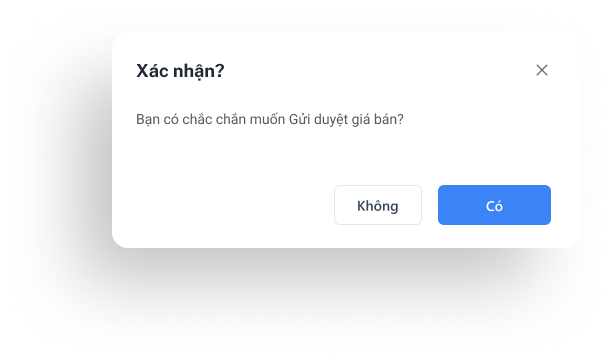 Xác nhận?
Bạn có chắc chắn muốn Gửi duyệt giá bán?
Không
Có